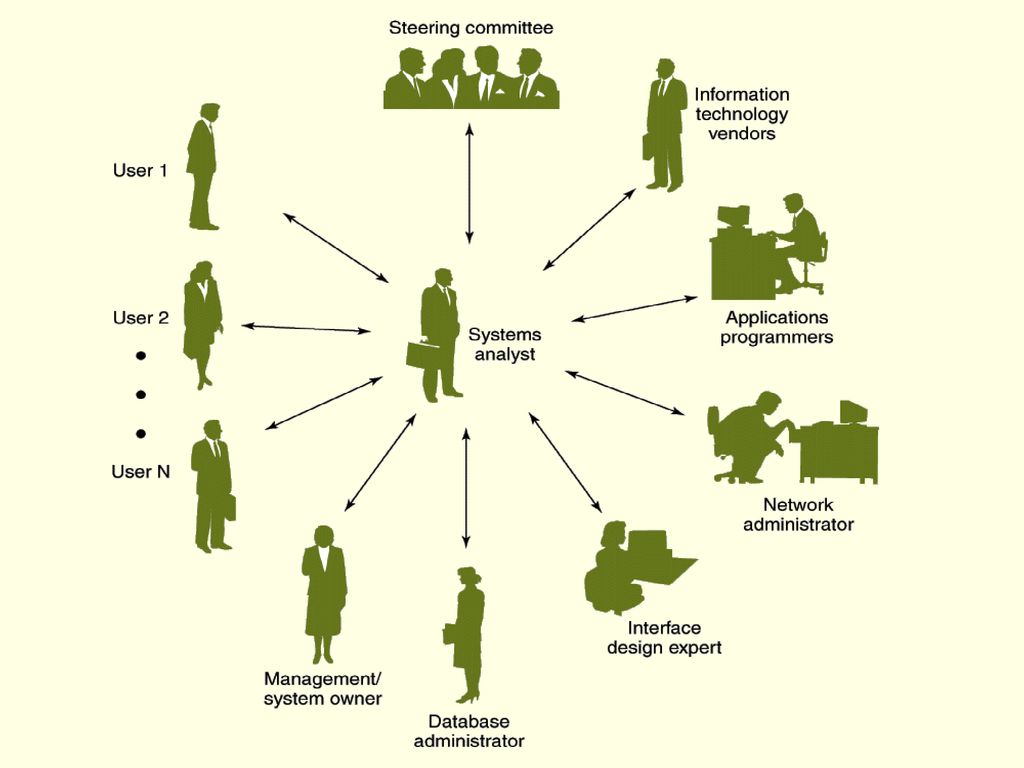 Steering committee
Information
technology
vendors
User 1
User 2
User N
Systems
analyst
Applications
programmers
Network
administrator
Interface
design expert
Management/
system owner
Database
administrator